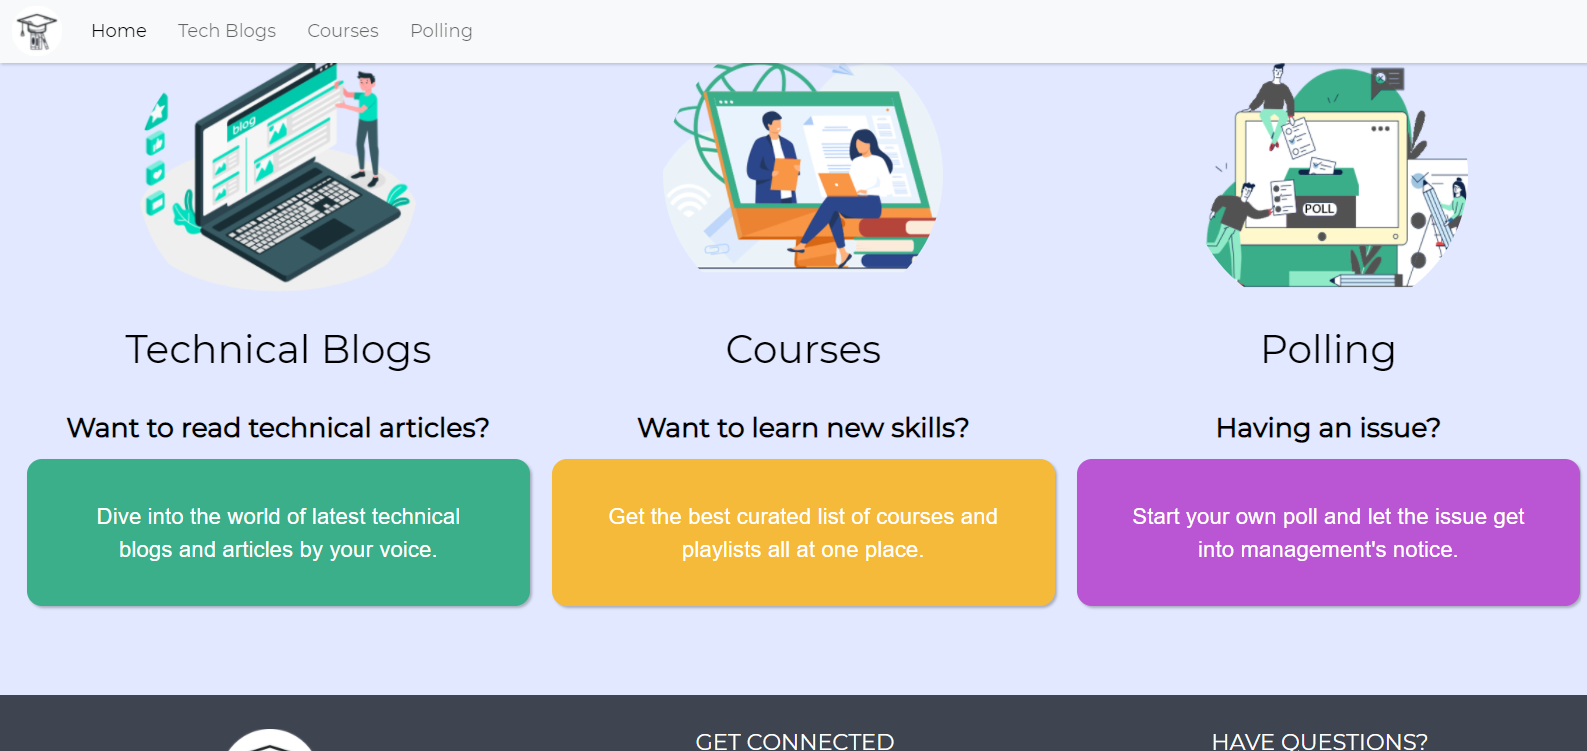 Home Tech Blogs Courses Polling
blog
POLL
Technical Blogs
Want to read technical articles?
Dive into the world of latest technical
blogs and articles by your voice.
Courses
Want to learn new skills?
Get the best curated list of courses and
playlists all at one place.
Polling
Having an issue?
Start your own poll and let the issue get
into management's notice.
GET CONNECTED
HAVE QUESTIONS?